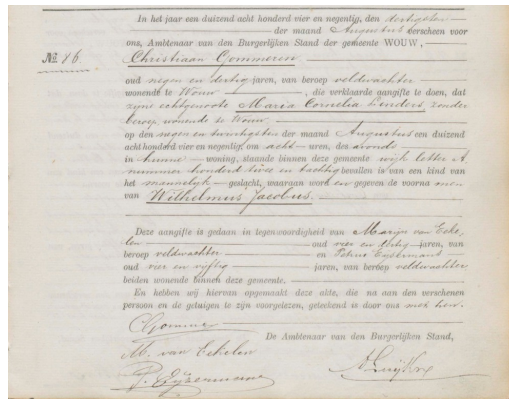 In het jaar een duizend acht honderd vier en negentig, den dertigsten
der maand Augustus verscheen voor
ons, Ambtenaar van den Burgerlijken Stand der gemeente WOUW,
No. 86.
Christiaan Gommeren
oud negen en dertig jaren, van beroep veldwachter
wonende te Wouw, die verklaarde aangifte te doen, dat
zijne echtgenoote Maria Cornelia Linders zonder
beroep wonende te Wouw
op den negen en twintigsten der maand Augustus een duizend
acht honderd vier en negentig, om acht uren, des avonds
in hunne woning, staande binnen deze gemeente wijk letter A
nummer honderd twee en tachtig bevallen is van een kind van
het mannelijk geslacht, waaraan werd en gegeven de voorna men
van Wilhelmus Jacobus.
Deze aangifte is gedaan in tegenwoordigheid van Marijn van Eeke,
len oud vier en dertig jaren, van
beroep veldwachter en Petrus
oud vier en vijftig jaren, van beroep veldwachter
beiden wonende binnen deze gemeente.
En hebben wij hiervan opgemaakt deze akte, die na aan den verschenen
persoon en de getuigen te zijn voorgelezen, geteekend is door ons met hen.
De Ambtenaar van den Burgerlijken Stand,
M. van Eekelen